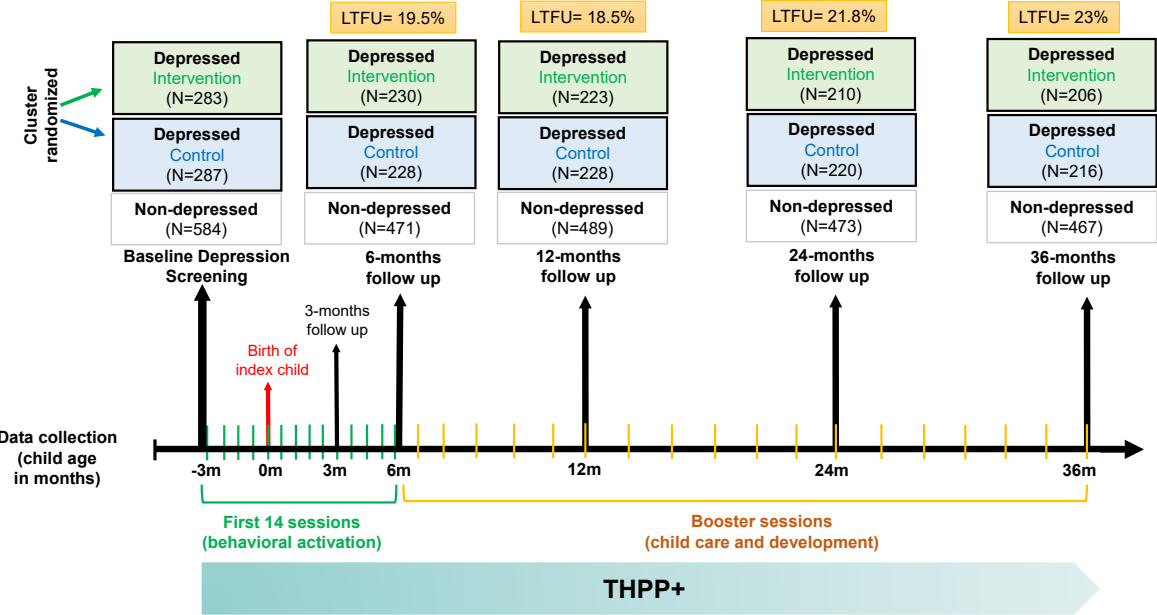 LTFU= 19.5%
LTFU= 18.5%
LTFU= 21.8%
LTFU= 23%
Cluster
randomized
Depressed
Intervention
(N=283)
Depressed
Intervention
(N=230)
Depressed
Intervention
(N=223)
Depressed
Intervention
(N=210)
Depressed
Intervention
(N=206)
Depressed
Control
(N=287)
Depressed
Control
(N=228)
Depressed
Control
(N=228)
Depressed
Control
(N=220)
Depressed
Control
(N=216)
Non-depressed
(N=584)
Non-depressed
(N=471)
Non-depressed
(N=489)
Non-depressed
(N=473)
Non-depressed
(N=467)
Baseline Depression
Screening
6-months
follow up
12-months
follow up
24-months
follow up
36-months
follow up
3-months
follow up
Birth of
index child
Data collection
(child age
in months)
-3m
0m
3m
6m
12m
24m
36m
First 14 sessions
(behavioral activation)
Booster sessions
(child care and development)
THPP+